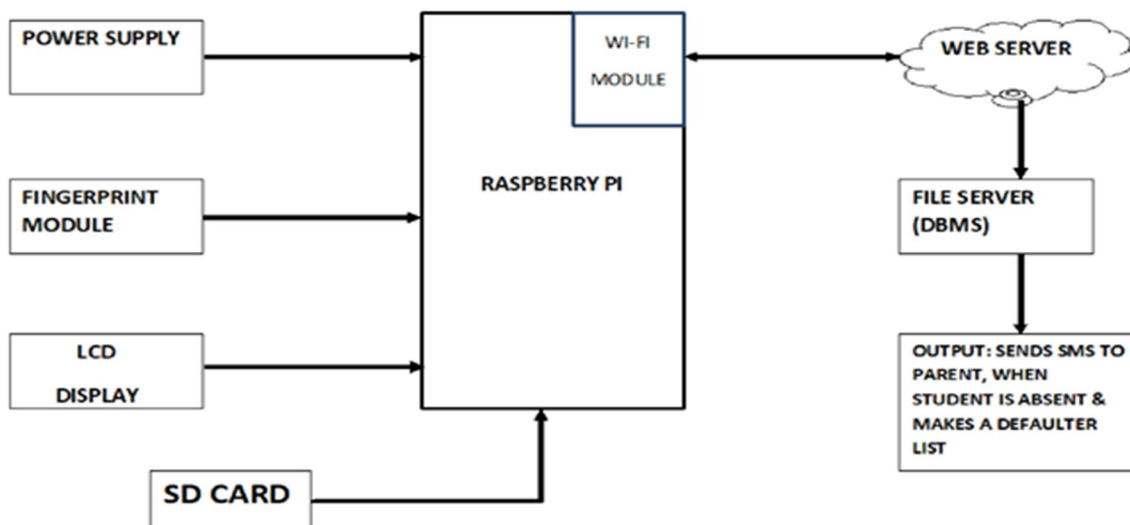 POWER SUPPLY
WI-FI
MODULE
WEB SERVER
RASPBERRY PI
FINGERPRINT
MODULE
FILE SERVER
(DBMS)
LCD
DISPLAY
OUTPUT: SENDS SMS TO
PARENT, WHEN
STUDENT IS ABSENT &
MAKES A DEFAULTER
LIST
SD CARD